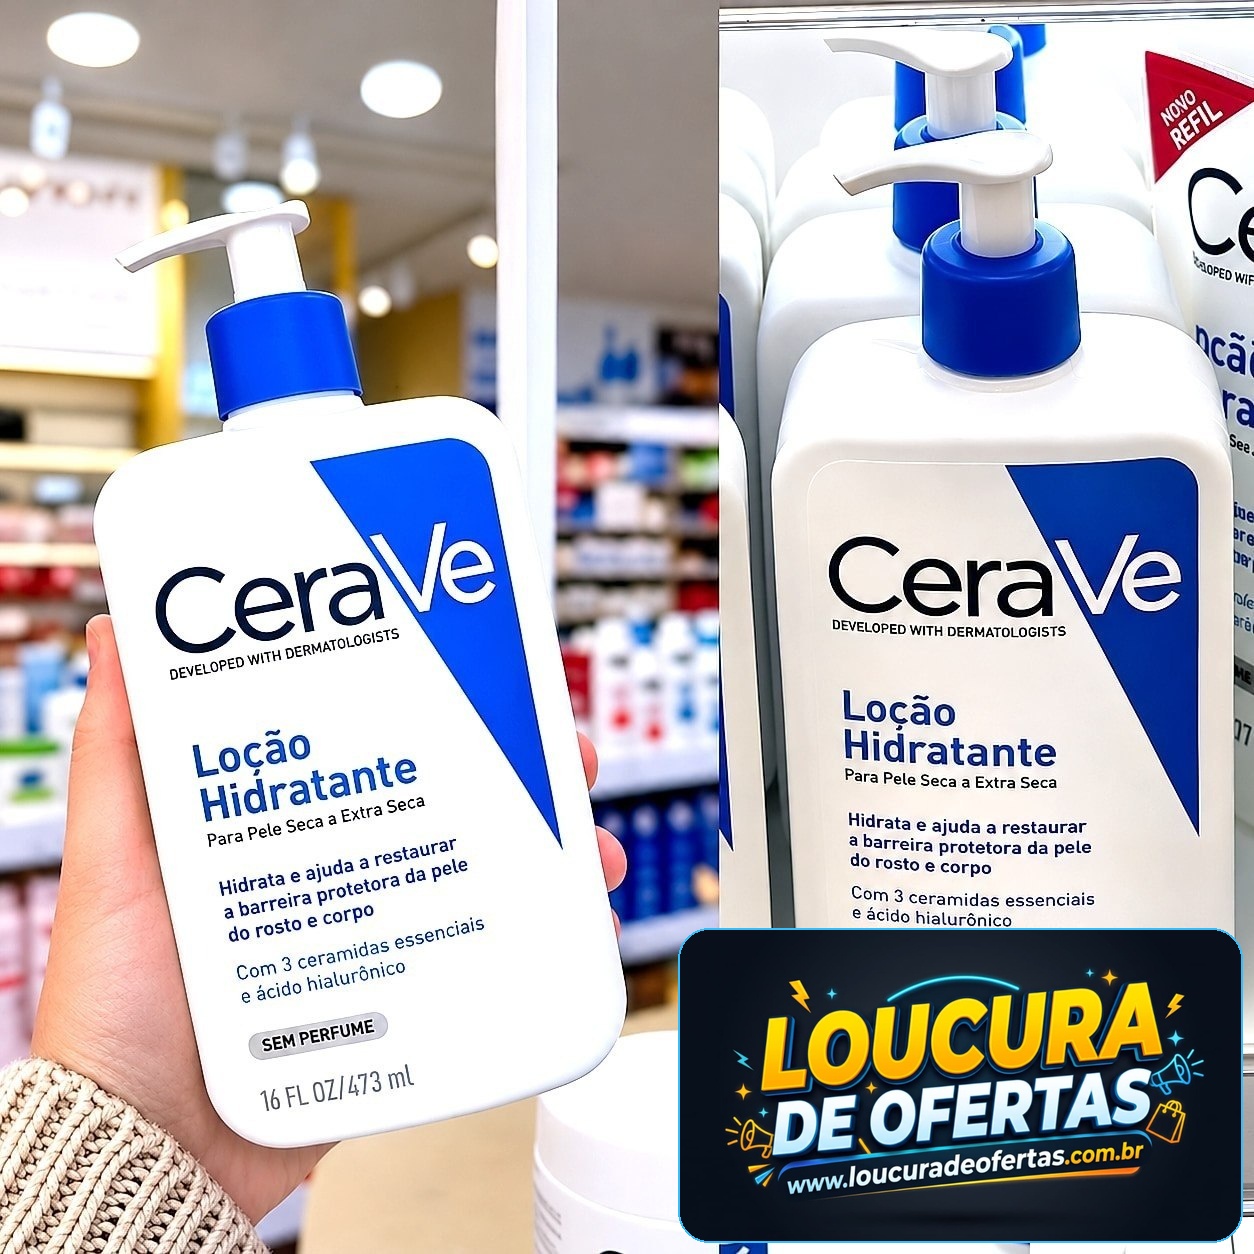 CeraVe
DEVELOPED WITH DERMATOLOGISTS
Loção
Hidratante
Para Pele Seca a Extra Seca
Hidrata e ajuda a restaurar
a barreira protetora da pele
do rosto e corpo
Com 3 ceramidas essenciais
e ácido hialurônico
SEM PERFUME
16 FL OZ/473 ml
CeraVe
DEVELOPED WITH DERMATOLOGISTS
Loção
Hidratante
Para Pele Seca a Extra Seca
Hidrata e ajuda a restaurar
a barreira protetora da pele
do rosto e corpo
Com 3 ceramidas essenciais
e ácido hialurônico
NOVO
REFIL
LOUCURA
DE OFERTAS
www.loucuradeofertas.com.br